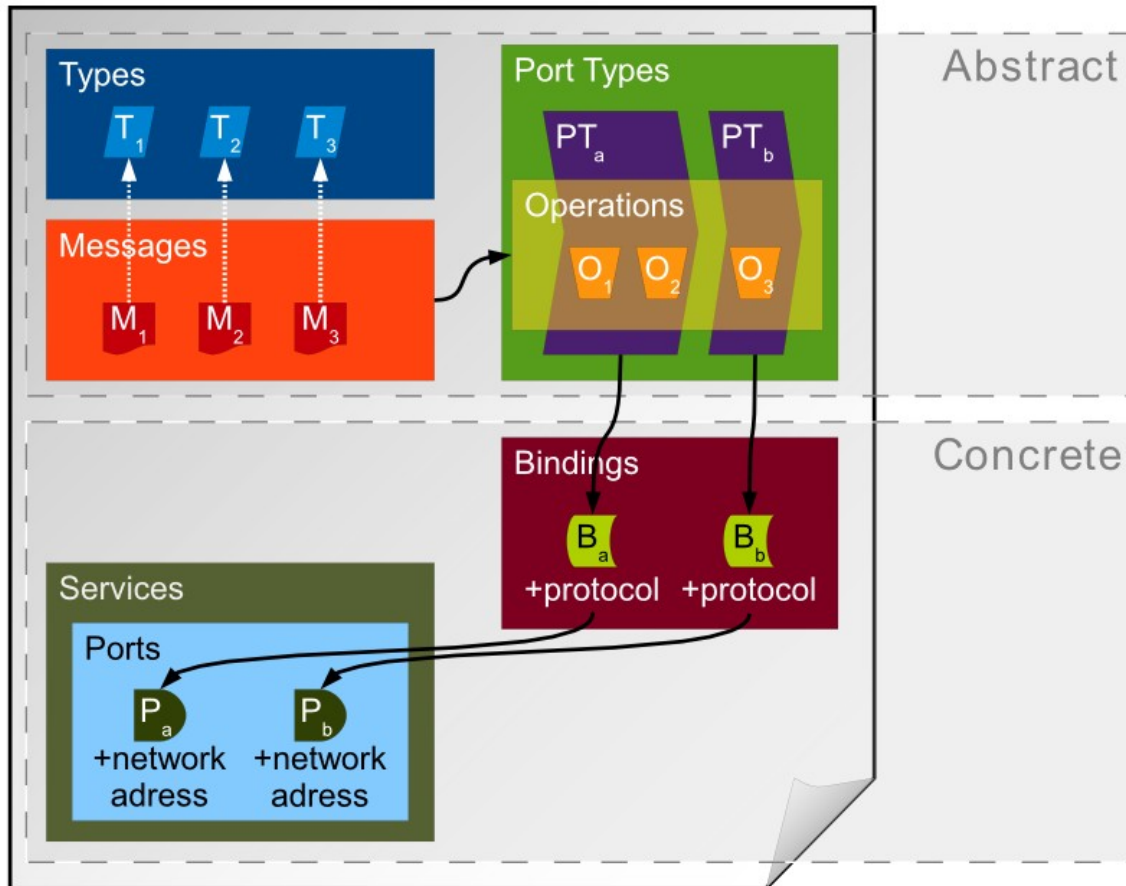 Abstract
Types
T1 T2 T3
Messages
M1 M2 M3
Port Types
PTa PTb
Operations
O1 O2 O3
Concrete
Bindings
Ba Bb
+protocol +protocol
Services
Ports
Pa Pb
+network +network
adress adress